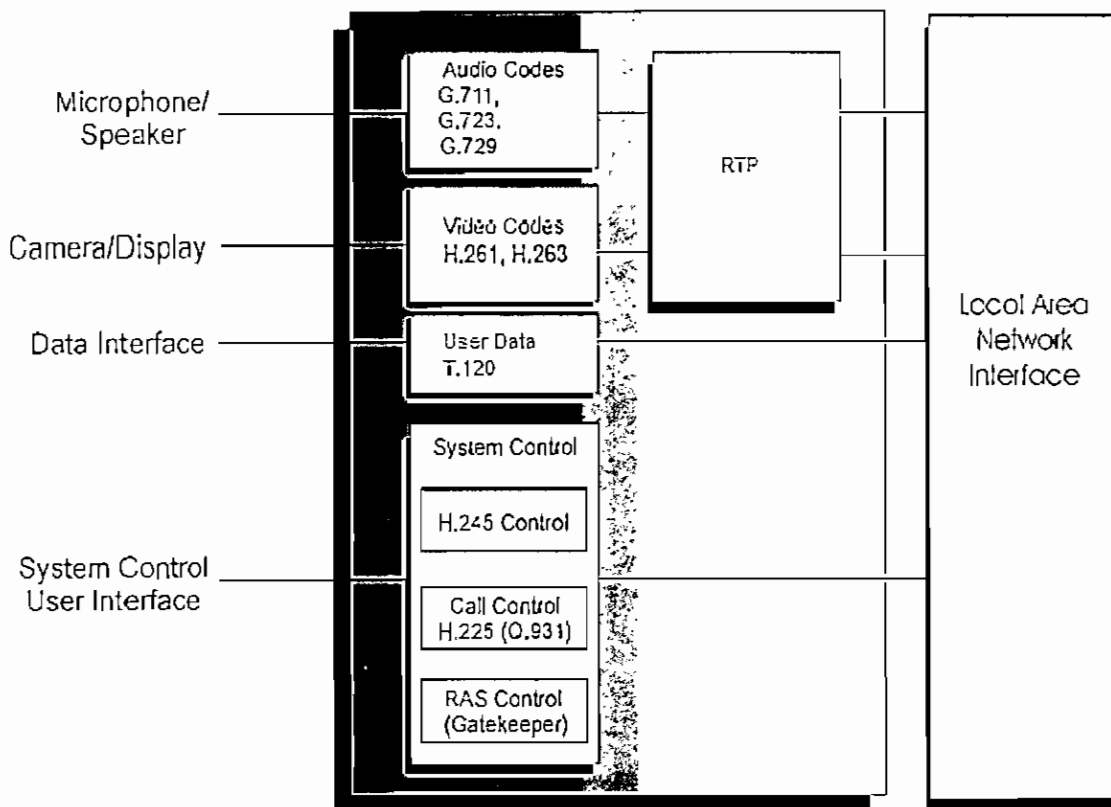 Microphone/
Speaker
Camera/Display
Data Interface
System Control
User Interface
Audio Codes
G.711,
G.723,
G.729
Video Codes
H.261, H.263
User Data
T.120
System Control
H.245 Control
Call Control
H.225 (Q.931)
RAS Control
(Gatekeeper)
RTP
Local Area
Network
Interface